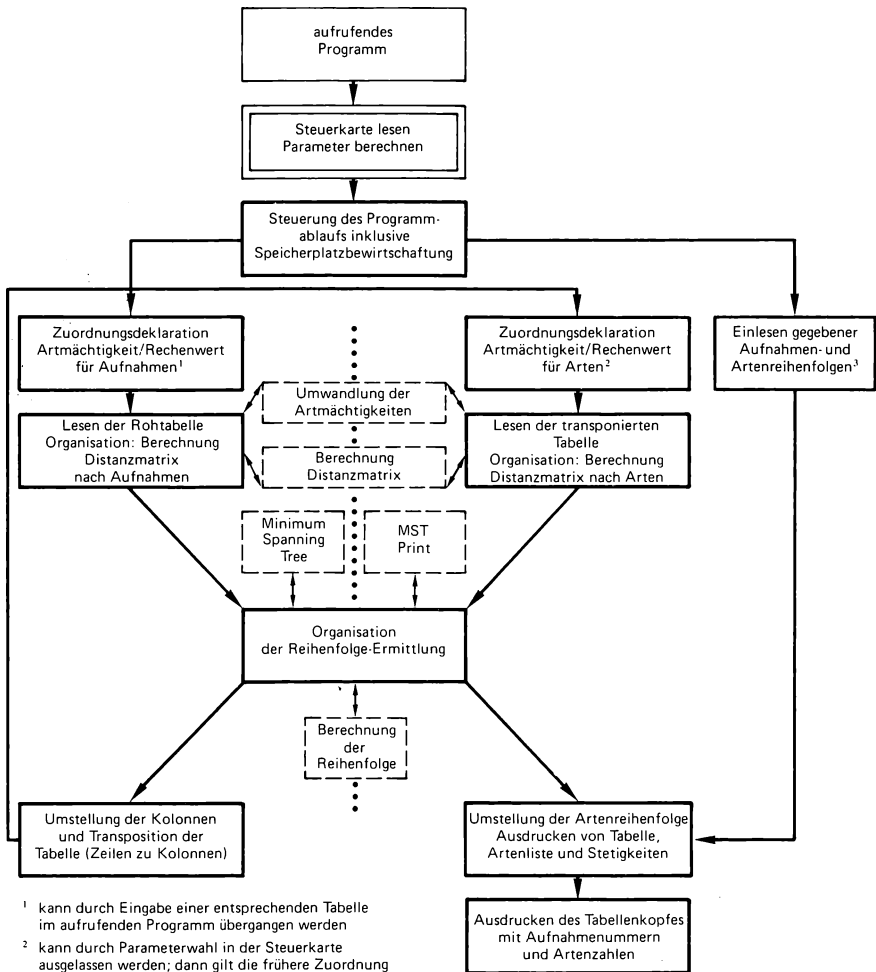 aufrufendes
Programm
Steuerkarte lesen
Parameter berechnen
Steuerung des Programm-
ablaufs inklusive
Speicherplatzbewirtschaftung
Zuordnungsdeklaration
Artmächtigkeit/Rechenwert
für Aufnahmen¹
Zuordnungsdeklaration
Artmächtigkeit/Rechenwert
für Arten²
Einlesen gegebener
Aufnahmen- und
Artenreihenfolgen³
Umwandlung der
Artmächtigkeiten
Lesen der Rohtabelle
Organisation: Berechnung
Distanzmatrix
nach Aufnahmen
Berechnung
Distanzmatrix
Lesen der transponierten
Tabelle
Organisation: Berechnung
Distanzmatrix nach Arten
Minimum
Spanning
Tree
MST
Print
Organisation
der Reihenfolge-Ermittlung
Berechnung
der
Reihenfolge
Umstellung der Kolonnen
und Transposition der
Tabelle (Zeilen zu Kolonnen)
Umstellung der Artenreihenfolge
Ausdrucken von Tabelle,
Artenliste und Stetigkeiten
Ausdrucken des Tabellenkopfes
mit Aufnahmenummern
und Artenzahlen
¹ kann durch Eingabe einer entsprechenden Tabelle
im aufrufenden Programm übergangen werden
² kann durch Parameterwahl in der Steuerkarte
ausgelassen werden; dann gilt die frühere Zuordnung